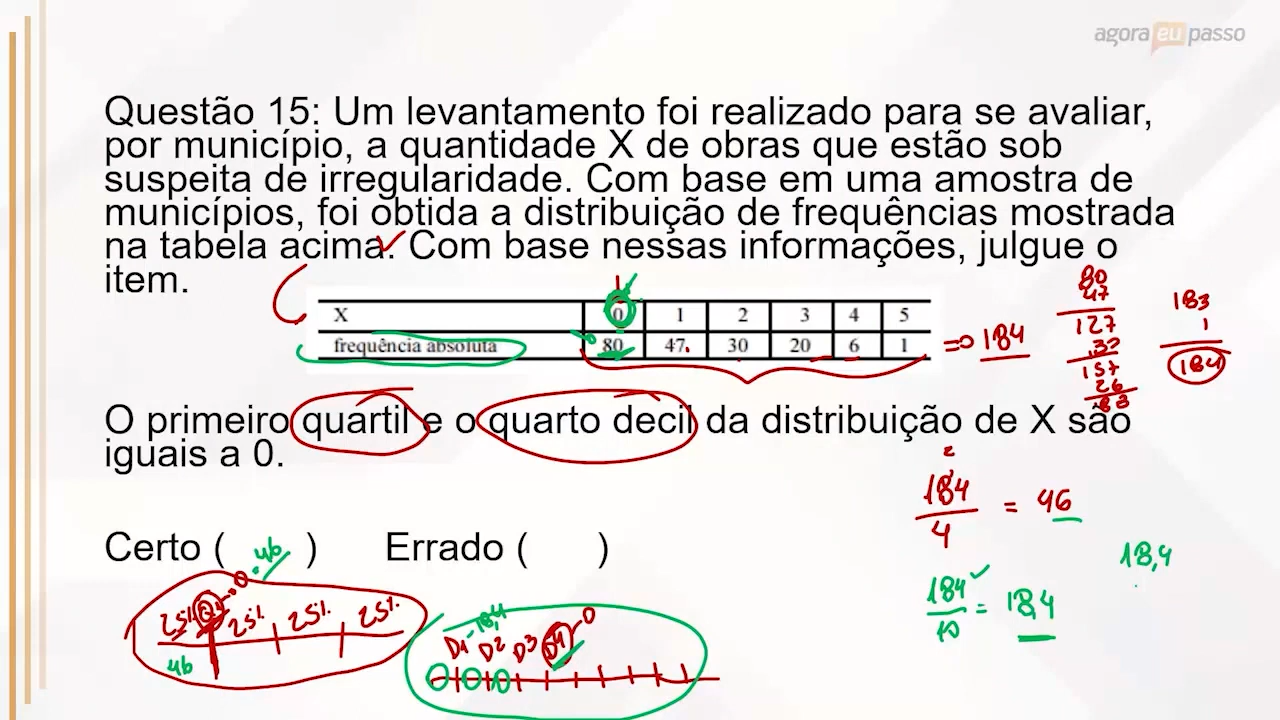 agora eu passo
Questão 15: Um levantamento foi realizado para se avaliar,
por município, a quantidade X de obras que estão sob
suspeita de irregularidade. Com base em uma amostra de
municípios, foi obtida a distribuição de frequências mostrada
na tabela acima. Com base nessas informações, julgue o
item.
X 0 1 2 3 4 5
frequência absoluta 80 47 30 20 6 1
184
80
47
127
30
157
26
183
1
184
O primeiro quartil e o quarto decil da distribuição de X são
iguais a 0.
184
4
= 46
184
10
= 18,4
18,4
Certo ( ) Errado ( )
0 46
25% Q1 25% 25% 25%
46
D1 - 18,4 D2 D3 D4 0